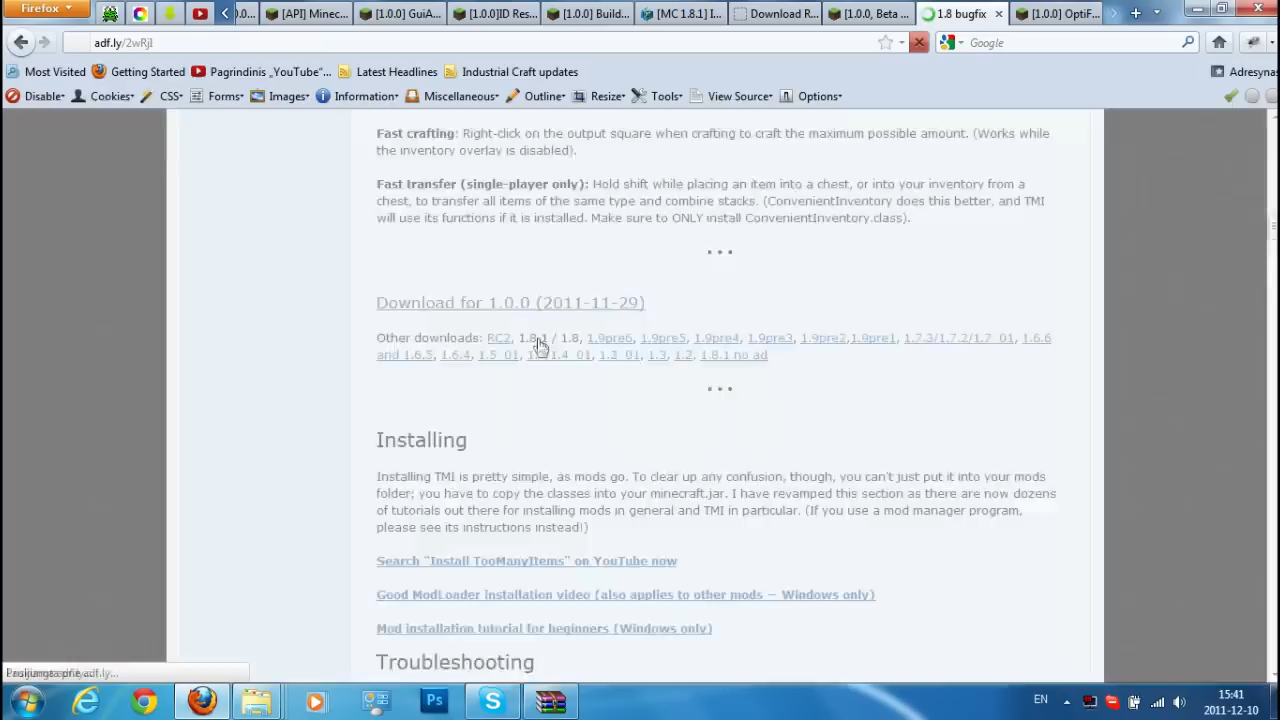 Firefox
0.0...
[API] Minec...
[1.0.0] GuiA...
[1.0.0]ID Res...
[1.0.0] Build...
[MC 1.8.1] I...
Download R...
[1.0.0, Beta ...
1.8 bugfix
[1.0.0] OptiF...
adf.ly/2wRjI
Google
Most Visited Getting Started Pagrindinis „YouTube“... Latest Headlines Industrial Craft updates Adresyna
Disable Cookies CSS Forms Images Information Miscellaneous Outline Resize Tools View Source Options
Fast crafting: Right-click on the output square when crafting to craft the maximum possible amount. (Works while
the inventory overlay is disabled).
Fast transfer (single-player only): Hold shift while placing an item into a chest, or into your inventory from a
chest, to transfer all items of the same type and combine stacks. (ConvenientInventory does this better, and TMI
will use its functions if it is installed. Make sure to ONLY install ConvenientInventory.class).
• • •
Download for 1.0.0 (2011-11-29)
Other downloads: RC2, 1.8.1 / 1.8, 1.9pre6, 1.9pre5, 1.9pre4, 1.9pre3, 1.9pre2,1.9pre1, 1.7.3/1.7.2/1.7_01, 1.6.6
and 1.6.5, 1.6.4, 1.5_01, 1.4_01, 1.3_01, 1.3, 1.2, 1.8.1 no ad
• • •
Installing
Installing TMI is pretty simple, as mods go. To clear up any confusion, though, you can't just put it into your mods
folder; you have to copy the classes into your minecraft.jar. I have revamped this section as there are now dozens
of tutorials out there for installing mods in general and TMI in particular. (If you use a mod manager program,
please see its instructions instead!)
Search "Install TooManyItems" on YouTube now
Good ModLoader installation video (also applies to other mods — Windows only)
Mod installation tutorial for beginners (Windows only)
Troubleshooting
adf.ly...
EN
15:41
2011-12-10